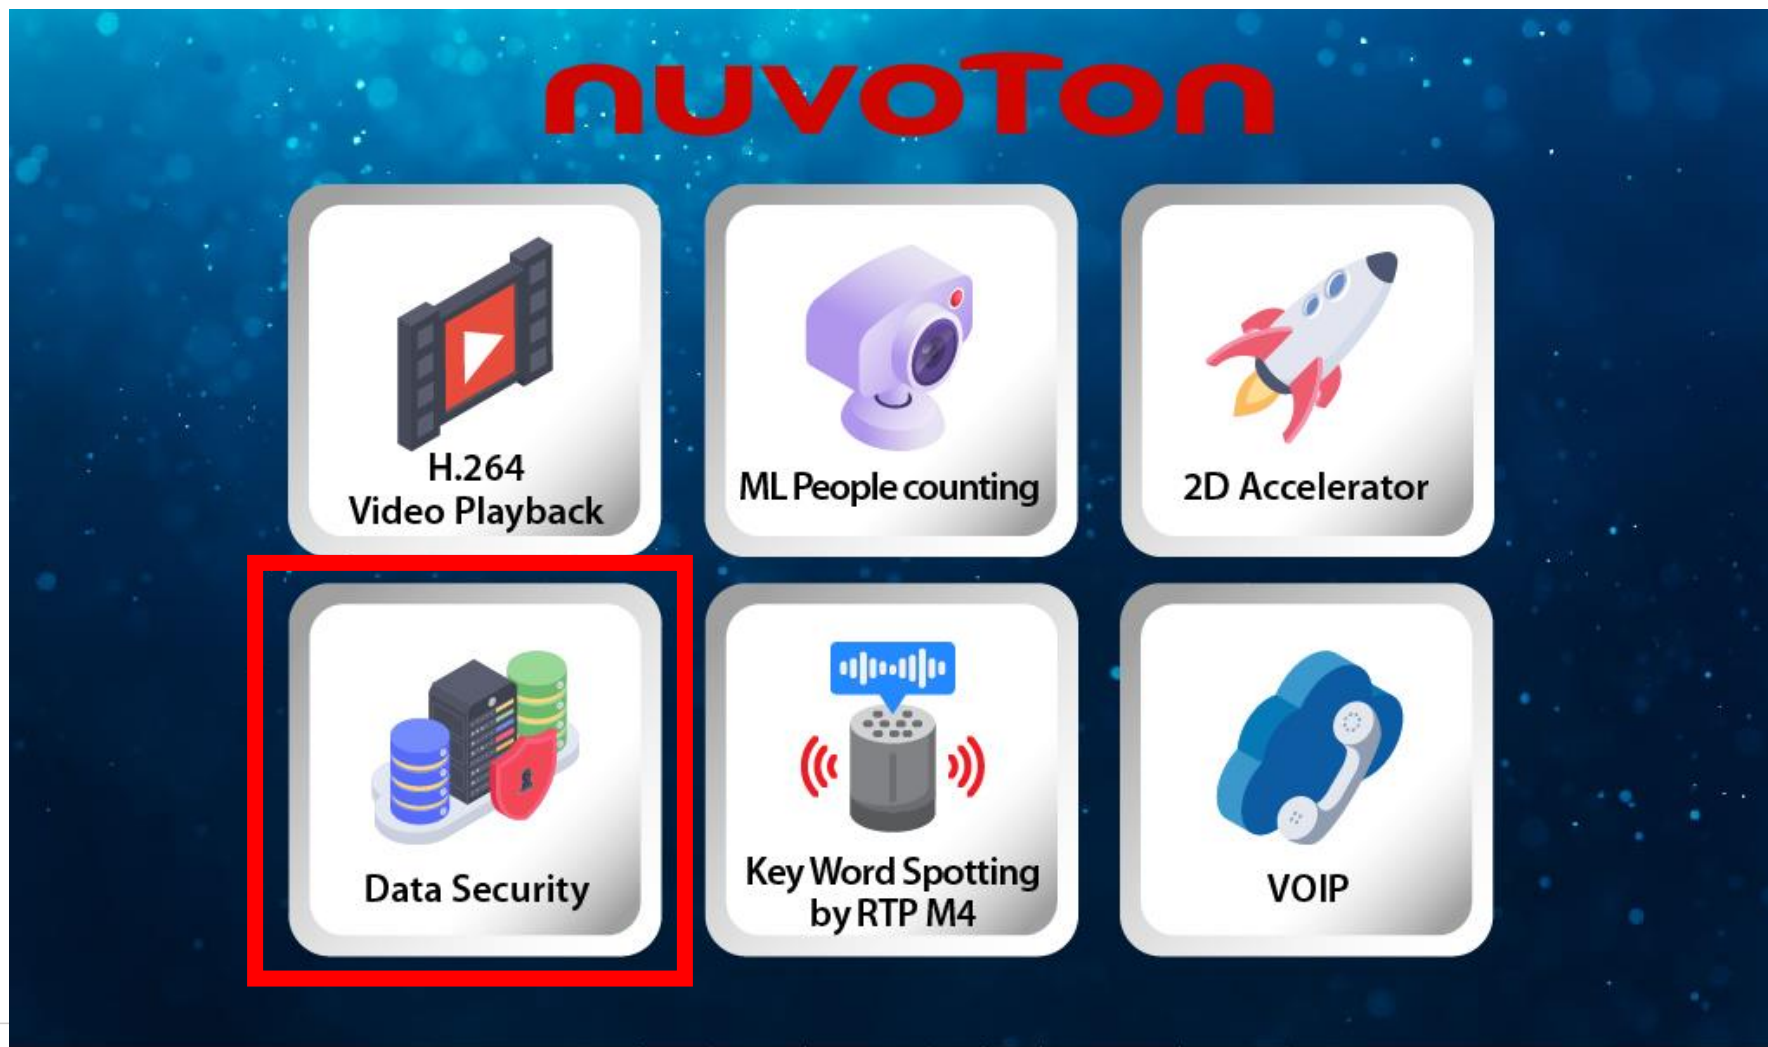 nuvoTon
H.264
Video Playback
ML People counting
2D Accelerator
Data Security
Key Word Spotting
by RTP M4
VOIP